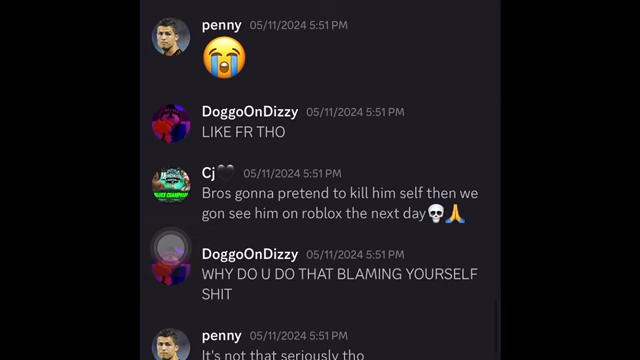 penny 05/11/2024 5:51 PM
😭
DoggoOnDizzy 05/11/2024 5:51 PM
LIKE FR THO
Cj🖤 05/11/2024 5:51 PM
Bros gonna pretend to kill him self then we
gon see him on roblox the next day💀🙏
DoggoOnDizzy 05/11/2024 5:51 PM
WHY DO U DO THAT BLAMING YOURSELF
SHIT
penny 05/11/2024 5:51 PM
It's not that seriously tho